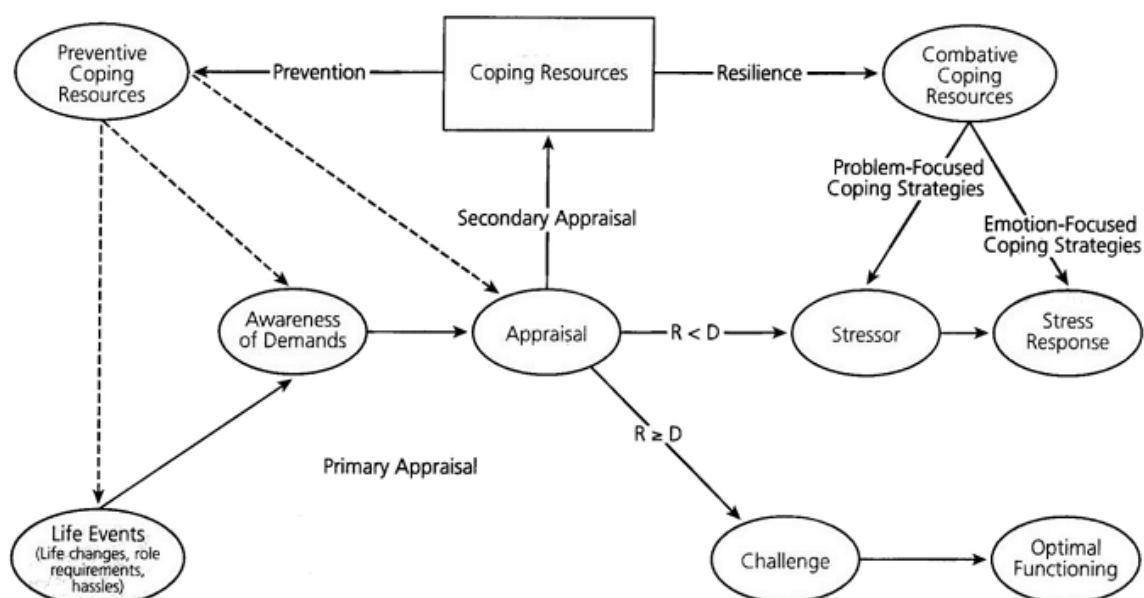 Preventive
Coping
Resources
Prevention
Coping Resources
Resilience
Combative
Coping
Resources
Problem-Focused
Coping Strategies
Secondary Appraisal
Emotion-Focused
Coping Strategies
Awareness
of Demands
Appraisal
R < D
Stressor
Stress
Response
R ≥ D
Primary Appraisal
Life Events
(Life changes, role
requirements,
hassles)
Challenge
Optimal
Functioning